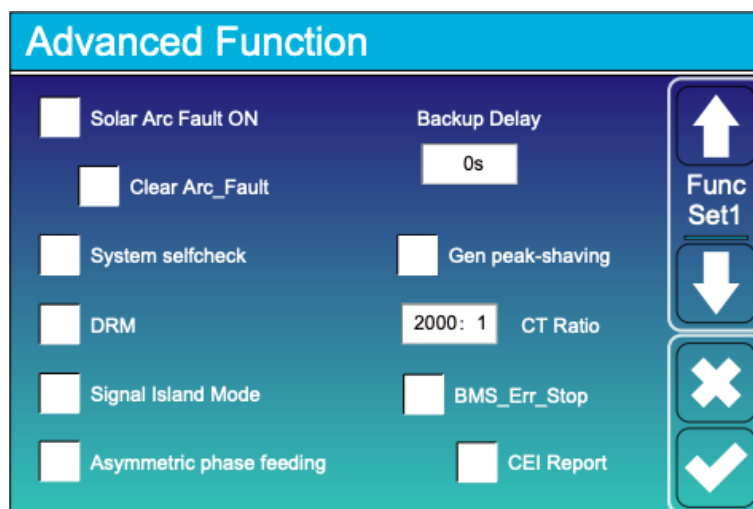 Advanced Function
Solar Arc Fault ON
Backup Delay
0s
Clear Arc_Fault
Func
Set1
System selfcheck
Gen peak-shaving
DRM
2000: 1
CT Ratio
Signal Island Mode
BMS_Err_Stop
Asymmetric phase feeding
CEI Report